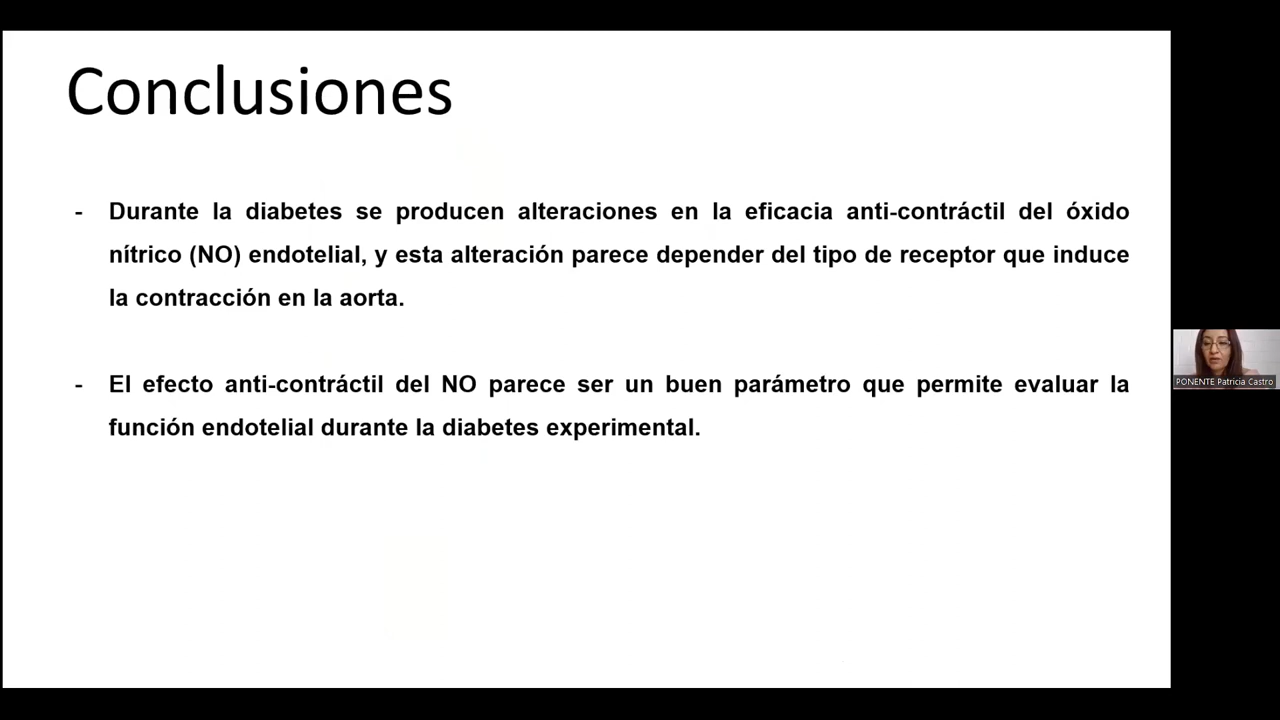 Conclusiones
- Durante la diabetes se producen alteraciones en la eficacia anti-contráctil del óxido
nítrico (NO) endotelial, y esta alteración parece depender del tipo de receptor que induce
la contracción en la aorta.
- El efecto anti-contráctil del NO parece ser un buen parámetro que permite evaluar la
función endotelial durante la diabetes experimental.
PONENTE Patricia Castro